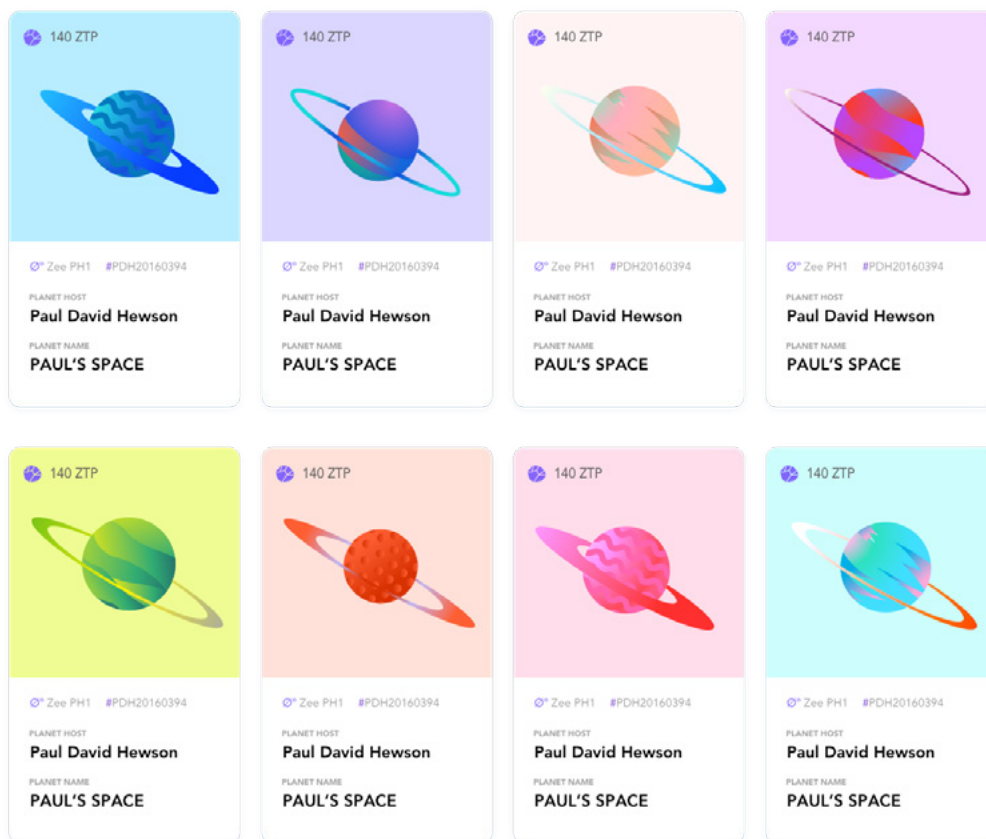 140 ZTP
Ø° Zee PH1 #PDH20160394
PLANET HOST
Paul David Hewson
PLANET NAME
PAUL'S SPACE
140 ZTP
Ø° Zee PH1 #PDH20160394
PLANET HOST
Paul David Hewson
PLANET NAME
PAUL'S SPACE
140 ZTP
Ø° Zee PH1 #PDH20160394
PLANET HOST
Paul David Hewson
PLANET NAME
PAUL'S SPACE
140 ZTP
Ø° Zee PH1 #PDH20160394
PLANET HOST
Paul David Hewson
PLANET NAME
PAUL'S SPACE
140 ZTP
Ø° Zee PH1 #PDH20160394
PLANET HOST
Paul David Hewson
PLANET NAME
PAUL'S SPACE
140 ZTP
Ø° Zee PH1 #PDH20160394
PLANET HOST
Paul David Hewson
PLANET NAME
PAUL'S SPACE
140 ZTP
Ø° Zee PH1 #PDH20160394
PLANET HOST
Paul David Hewson
PLANET NAME
PAUL'S SPACE
140 ZTP
Ø° Zee PH1 #PDH20160394
PLANET HOST
Paul David Hewson
PLANET NAME
PAUL'S SPACE